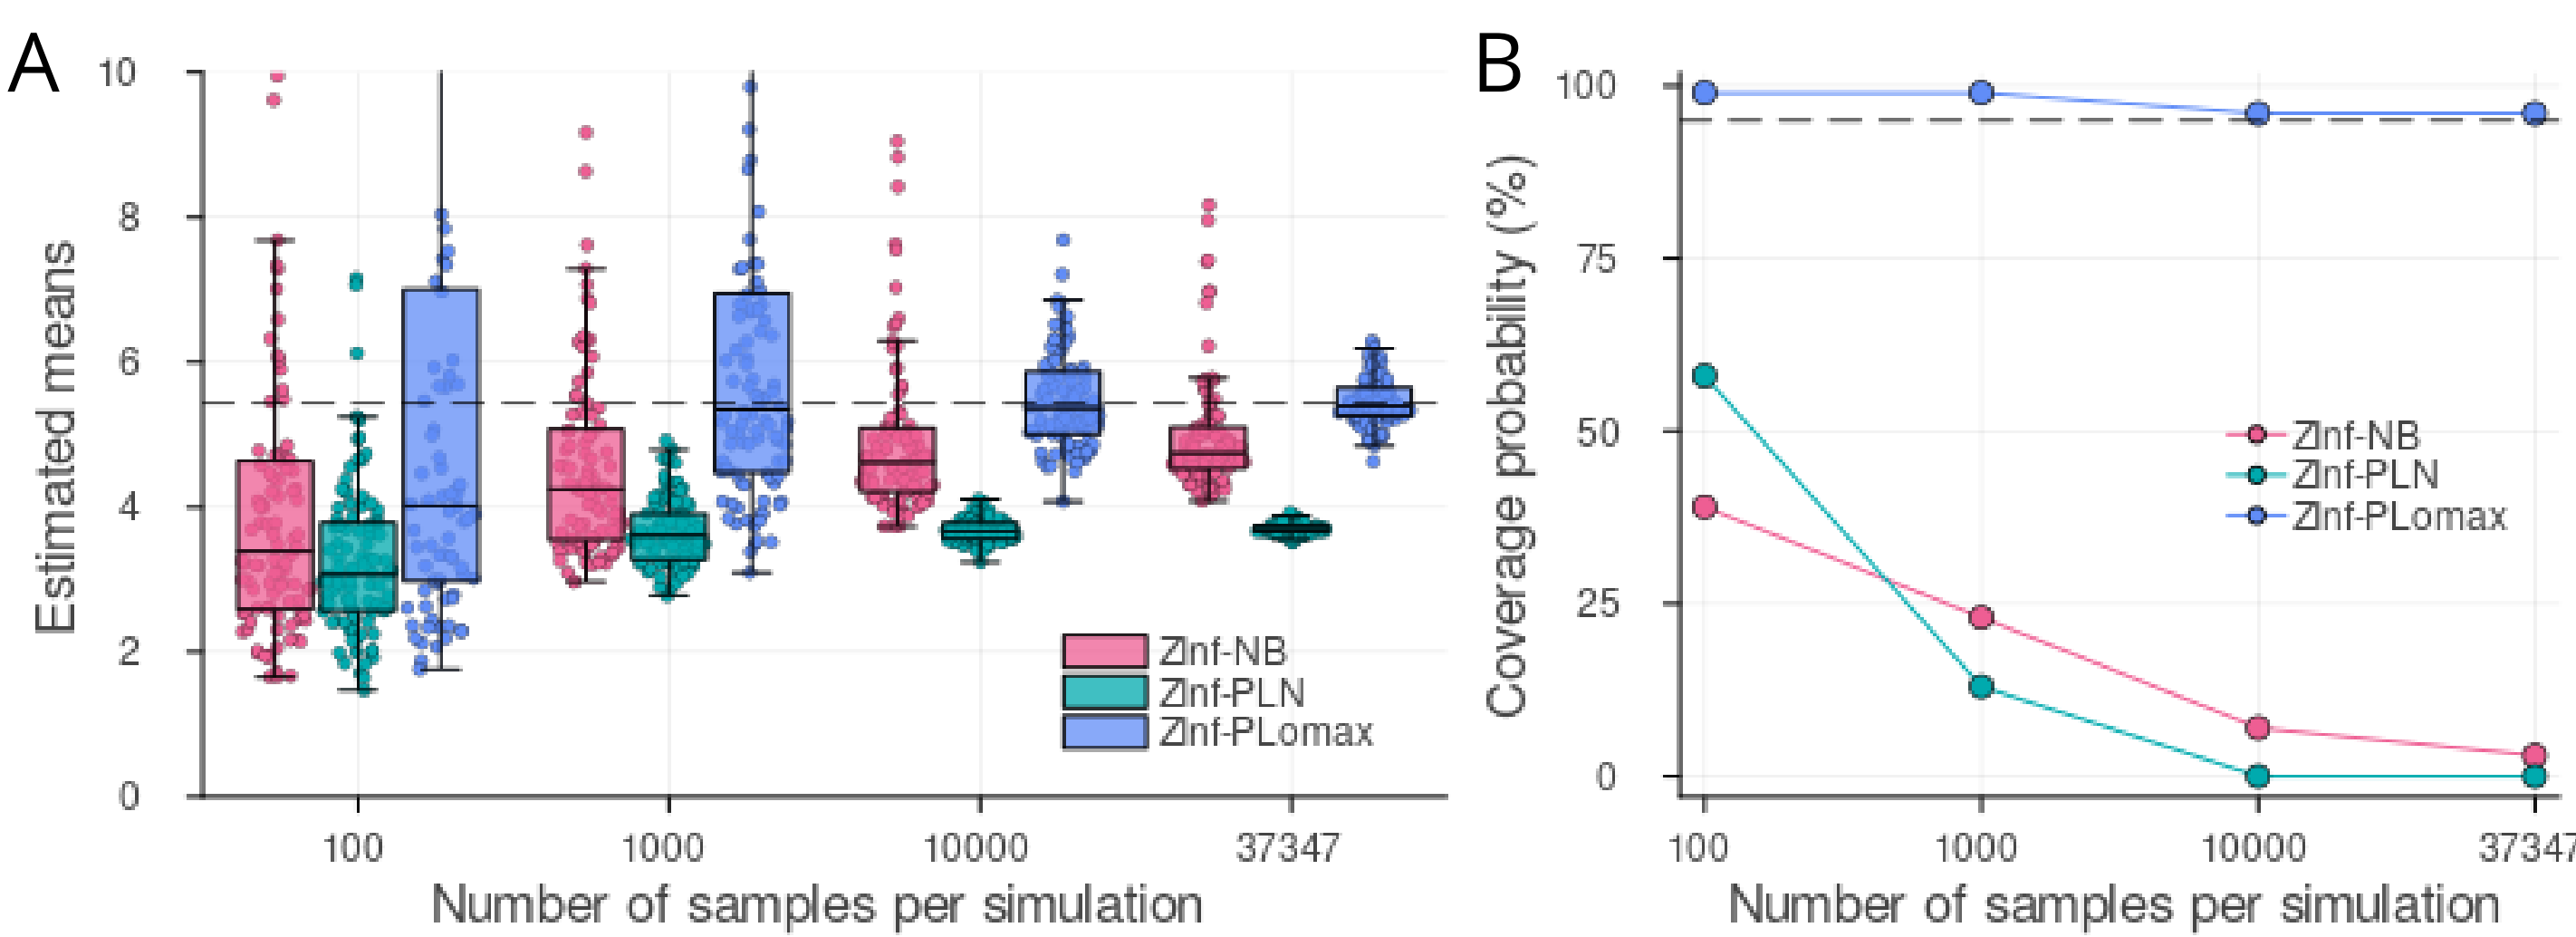 A
10
8
6
4
2
0
Estimated means
100
1000
10000
37347
Number of samples per simulation
ZInf-NB
ZInf-PLN
ZInf-PLomax
B
100
75
50
25
0
Coverage probability (%)
100
1000
10000
37347
Number of samples per simulation
ZInf-NB
ZInf-PLN
ZInf-PLomax